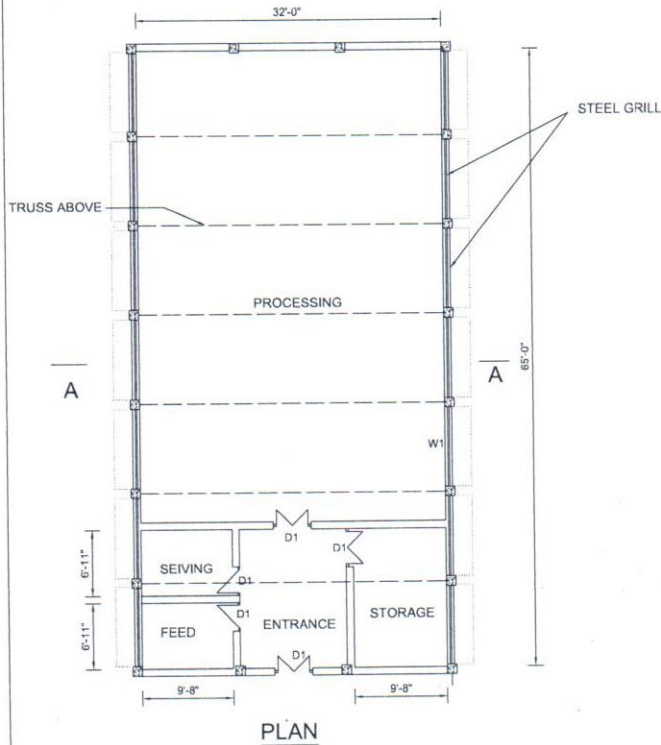 32'-0"
STEEL GRILL
TRUSS ABOVE
PROCESSING
65'-0"
A
A
W1
D1
D1
6'-11"
SEIVING
D1
6'-11"
D1
STORAGE
FEED
ENTRANCE
D1
9'-8"
9'-8"
PLAN